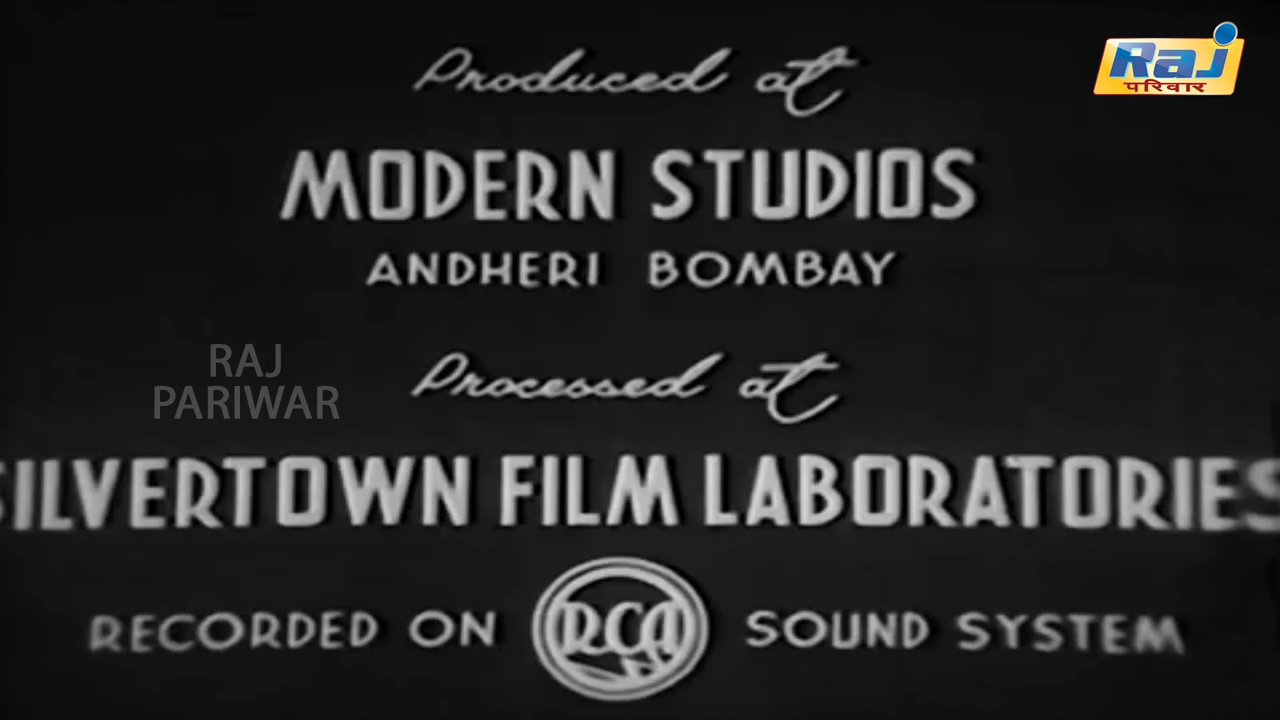 Produced at
Raj
परिवार
MODERN STUDIOS
ANDHERI BOMBAY
RAJ
PARIWAR
Processed at
SILVERTOWN FILM LABORATORIES
RECORDED ON RCA SOUND SYSTEM